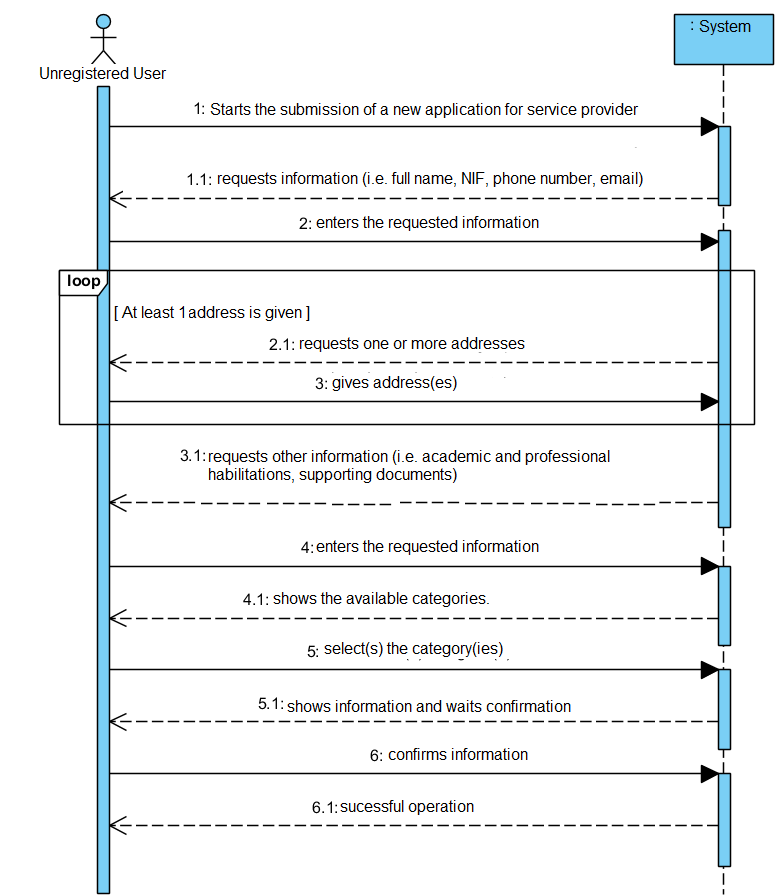 : System
Unregistered User
1: Starts the submission of a new application for service provider
1.1: requests information (i.e. full name, NIF, phone number, email)
2: enters the requested information
loop
[ At least 1 address is given ]
2.1: requests one or more addresses
3: gives address(es)
3.1: requests other information (i.e. academic and professional
habilitations, supporting documents)
4: enters the requested information
4.1: shows the available categories.
5: select(s) the category(ies)
5.1: shows information and waits confirmation
6: confirms information
6.1: sucessful operation